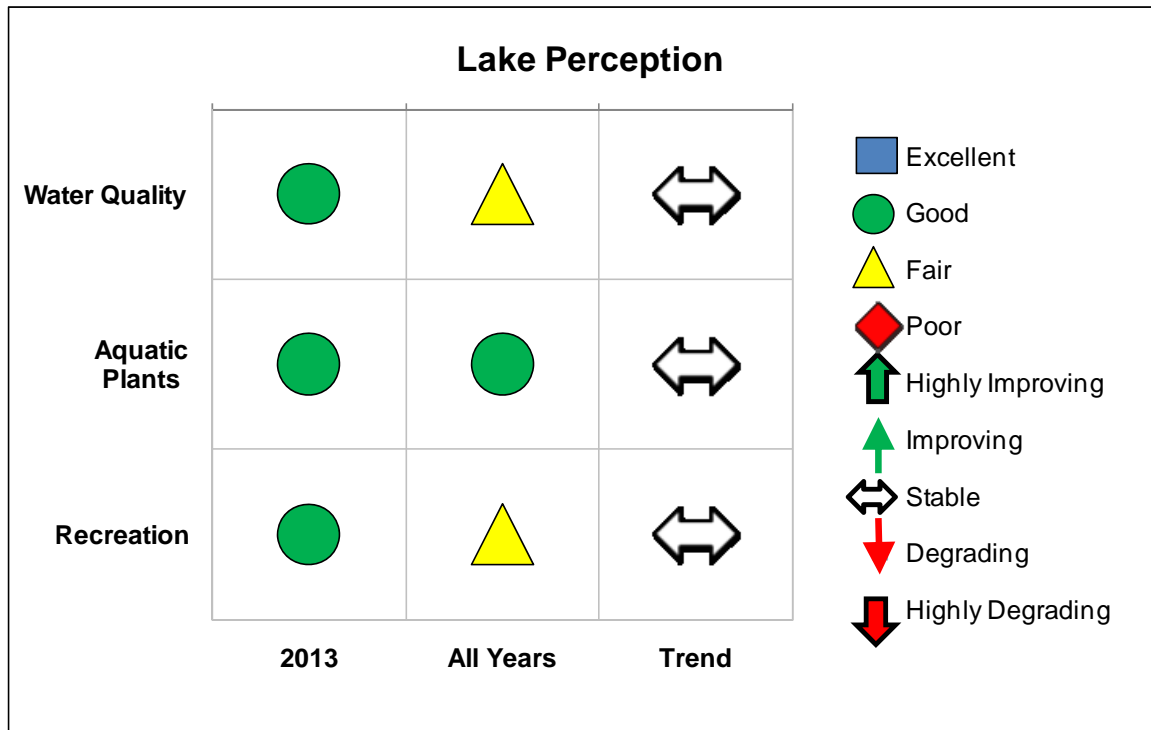 Lake Perception
Water Quality
Aquatic
Plants
Recreation
2013
All Years
Trend
Excellent
Good
Fair
Poor
Highly Improving
Improving
Stable
Degrading
Highly Degrading